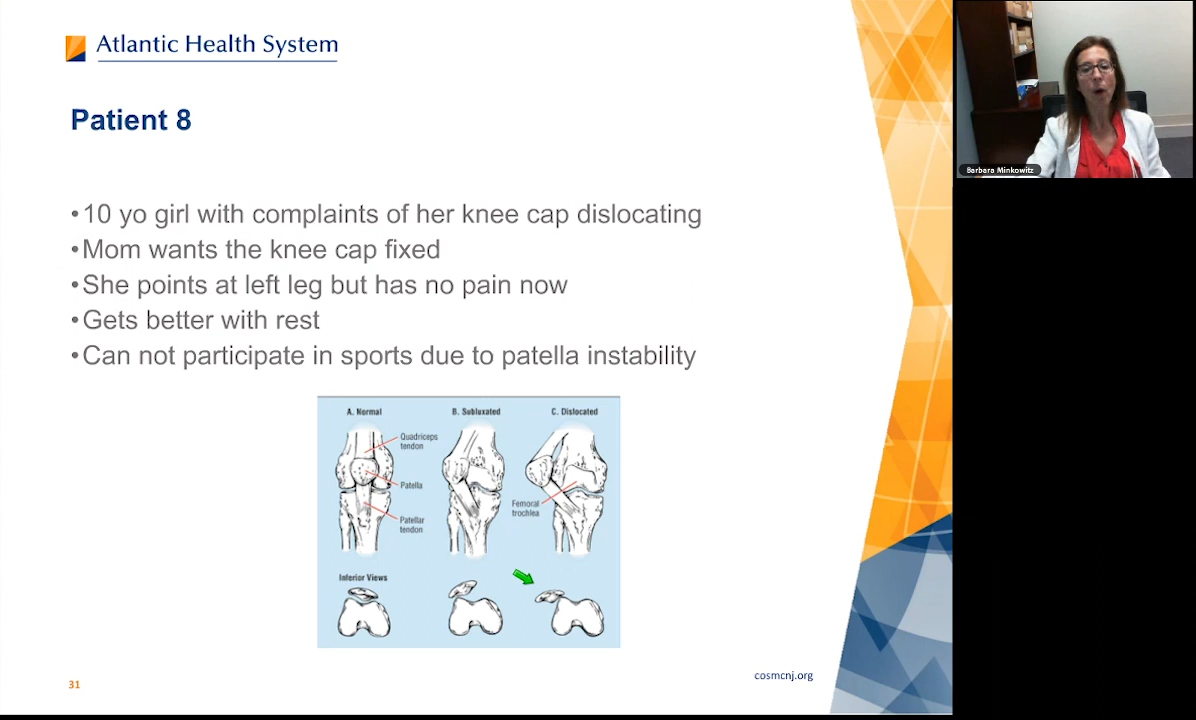 Atlantic Health System
Patient 8
•10 yo girl with complaints of her knee cap dislocating
•Mom wants the knee cap fixed
•She points at left leg but has no pain now
•Gets better with rest
•Can not participate in sports due to patella instability
A. Normal
B. Subluxated
C. Dislocated
Quadriceps
tendon
Patella
Patellar
tendon
Femoral
trochlea
Inferior Views
31
cosmcnj.org
Barbara Minkowitz